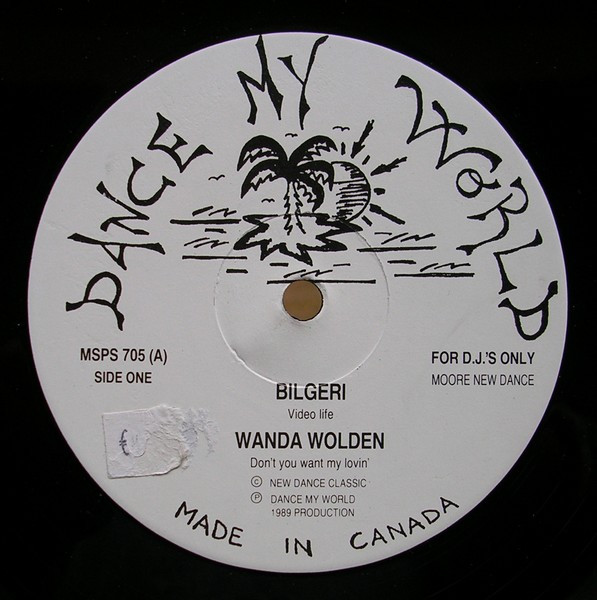 DANCE MY WORLD
MSPS 705 (A)
SIDE ONE
FOR D.J.'S ONLY
MOORE NEW DANCE
BILGERI
Video life
WANDA WOLDEN
Don't you want my lovin'
© NEW DANCE CLASSIC
℗ DANCE MY WORLD
1989 PRODUCTION
€
MADE IN CANADA